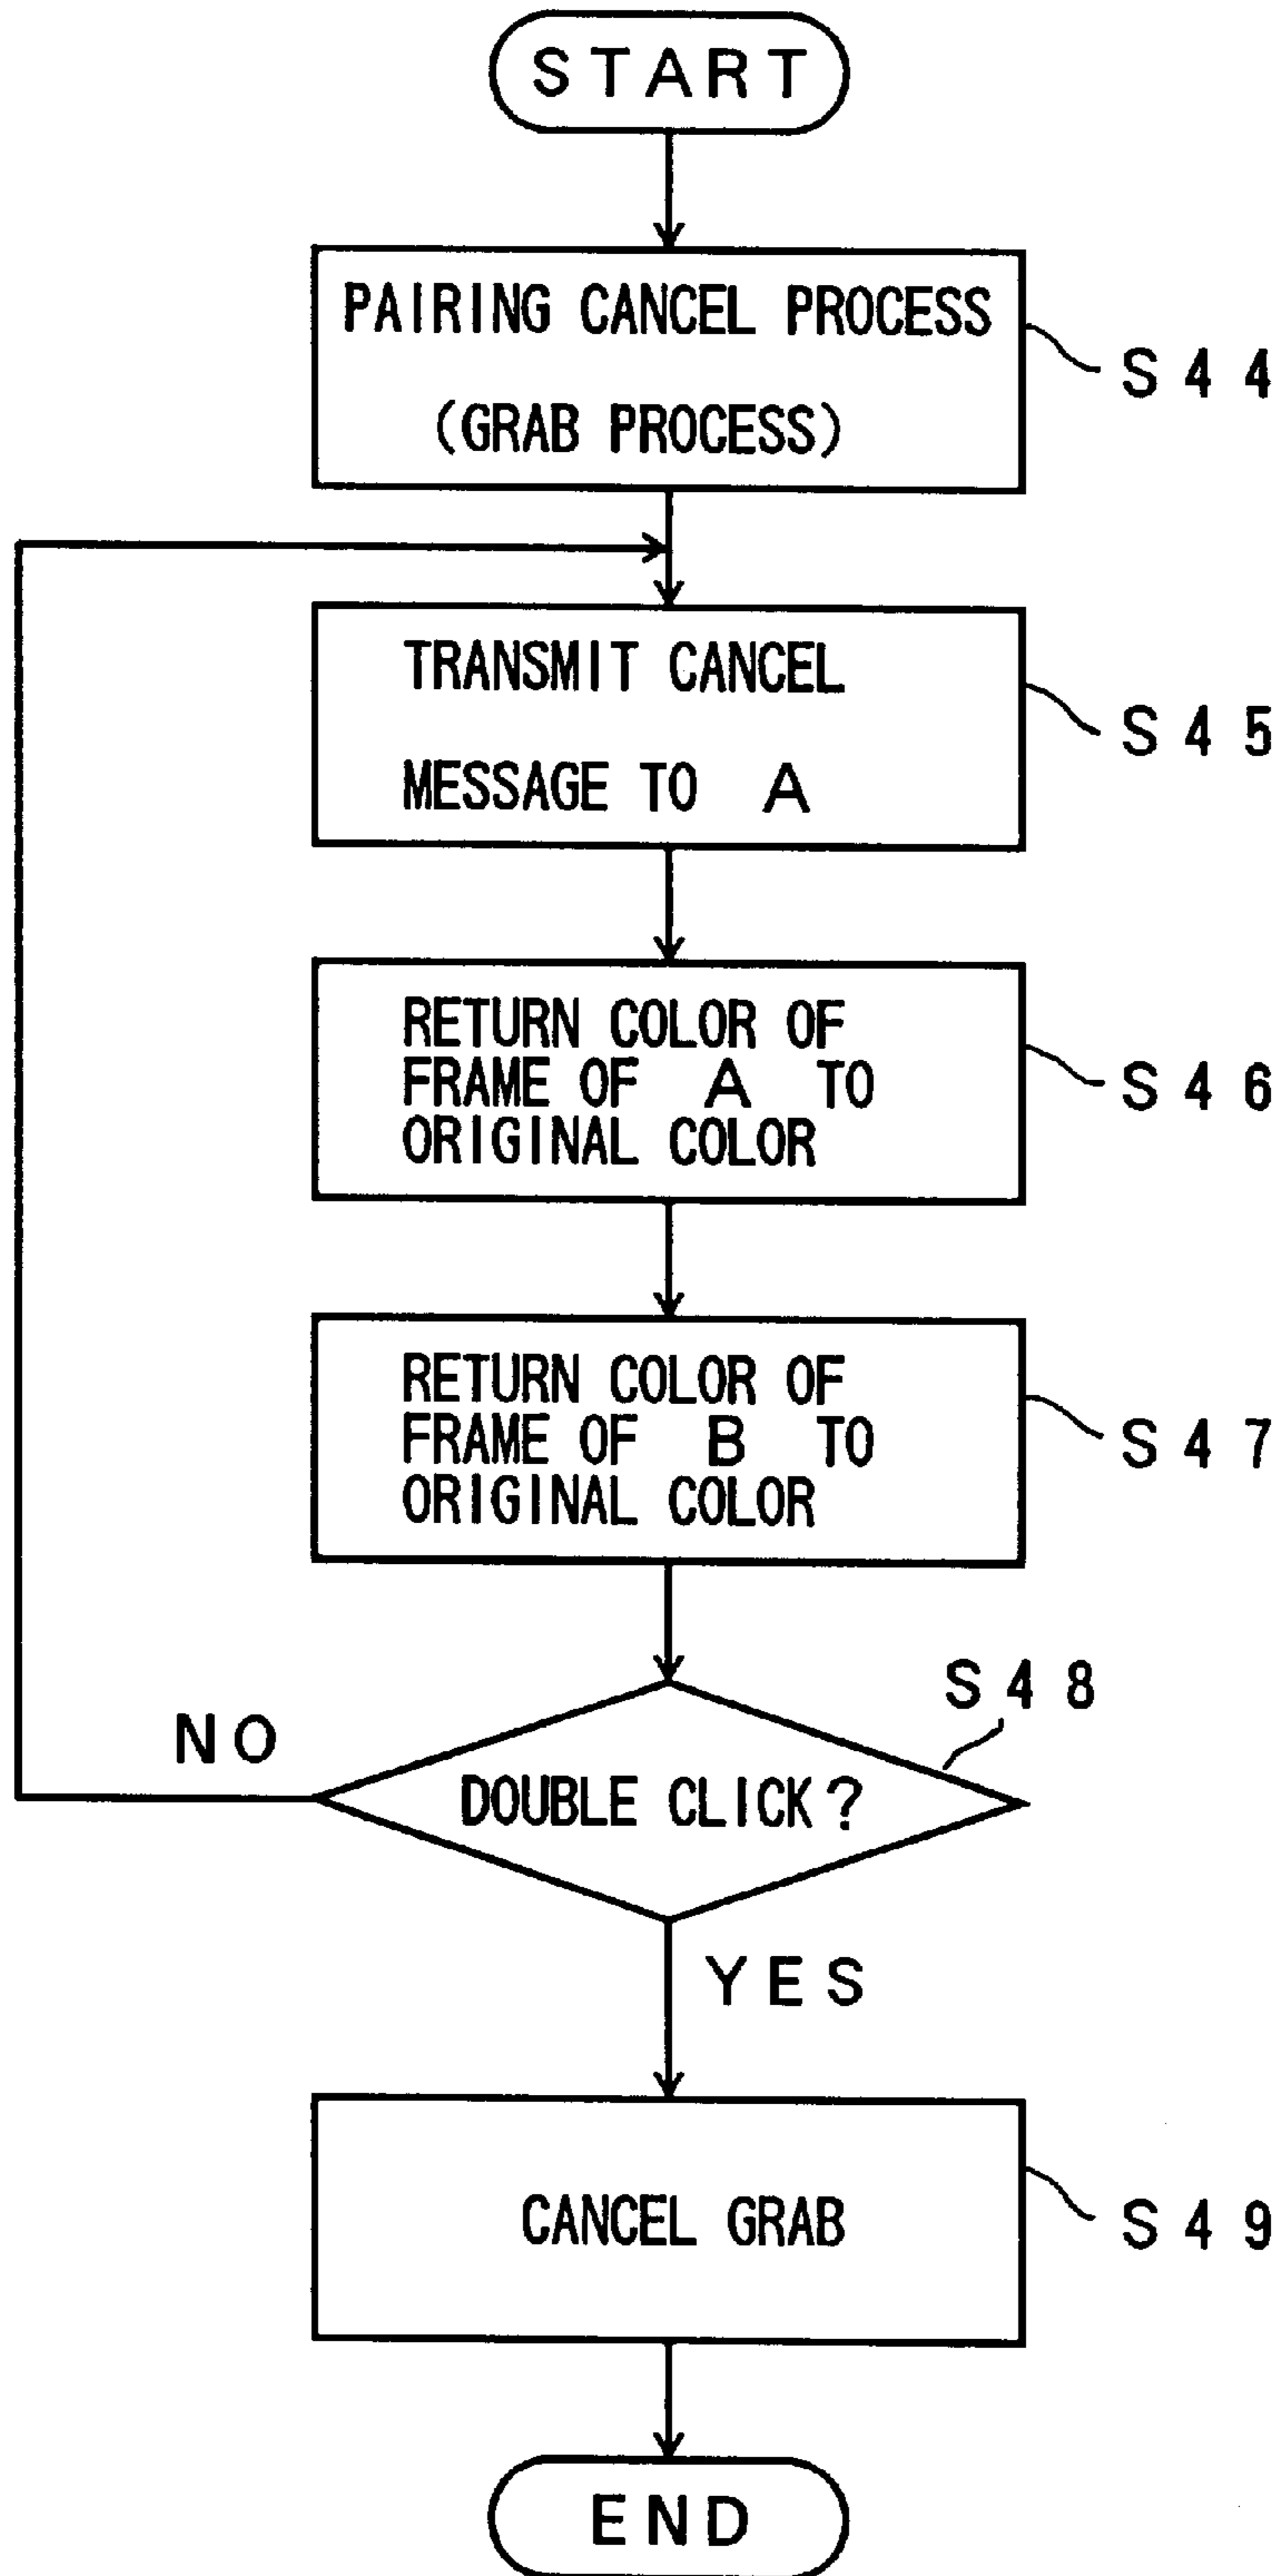 START
PAIRING CANCEL PROCESS
(GRAB PROCESS)
S44
TRANSMIT CANCEL
MESSAGE TO A
S45
RETURN COLOR OF
FRAME OF A TO
ORIGINAL COLOR
S46
RETURN COLOR OF
FRAME OF B TO
ORIGINAL COLOR
S47
S48
NO
DOUBLE CLICK?
YES
CANCEL GRAB
S49
END